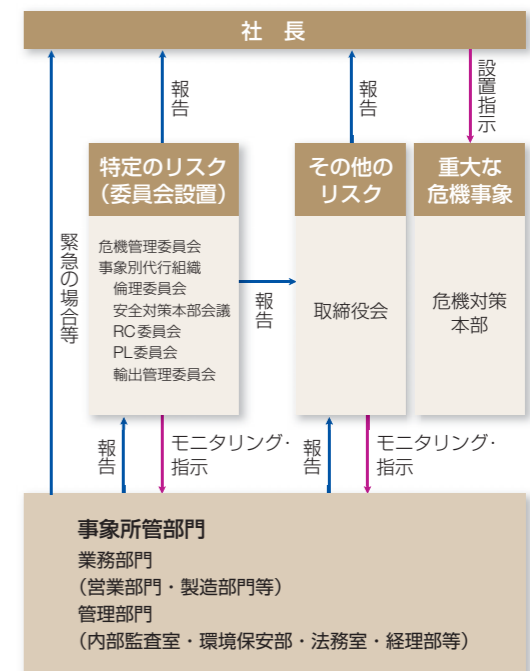 社　長
報告
報告
設置指示
特定のリスク
（委員会設置）
その他の
リスク
重大な
危機事象
緊急の場合等
危機管理委員会
事象別代行組織
倫理委員会
安全対策本部会議
RC委員会
PL委員会
輸出管理委員会
報告
取締役会
危機対策
本部
報告
モニタリング・
指示
報告
モニタリング・
指示
事象所管部門
業務部門
（営業部門・製造部門等）
管理部門
（内部監査室・環境保安部・法務室・経理部等）